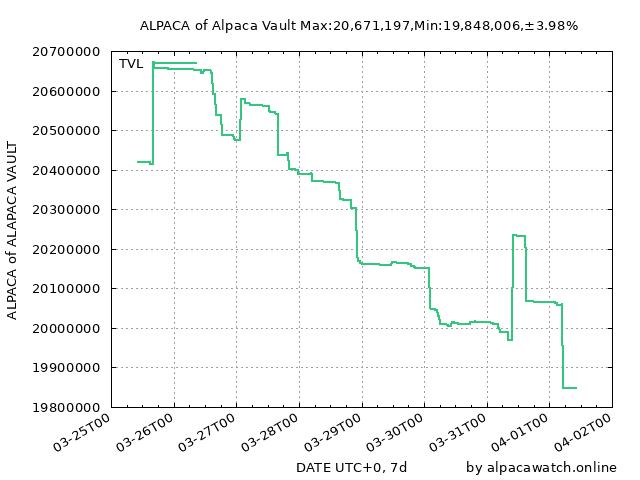 ALPACA of Alpaca Vault Max:20,671,197,Min:19,848,006,±3.98%
TVL
20700000
20600000
20500000
20400000
20300000
20200000
20100000
20000000
19900000
19800000
ALPACA of ALAPACA VAULT
03-25T00
03-26T00
03-27T00
03-28T00
03-29T00
03-30T00
03-31T00
04-01T00
04-02T00
DATE UTC+0, 7d
by alpacawatch.online